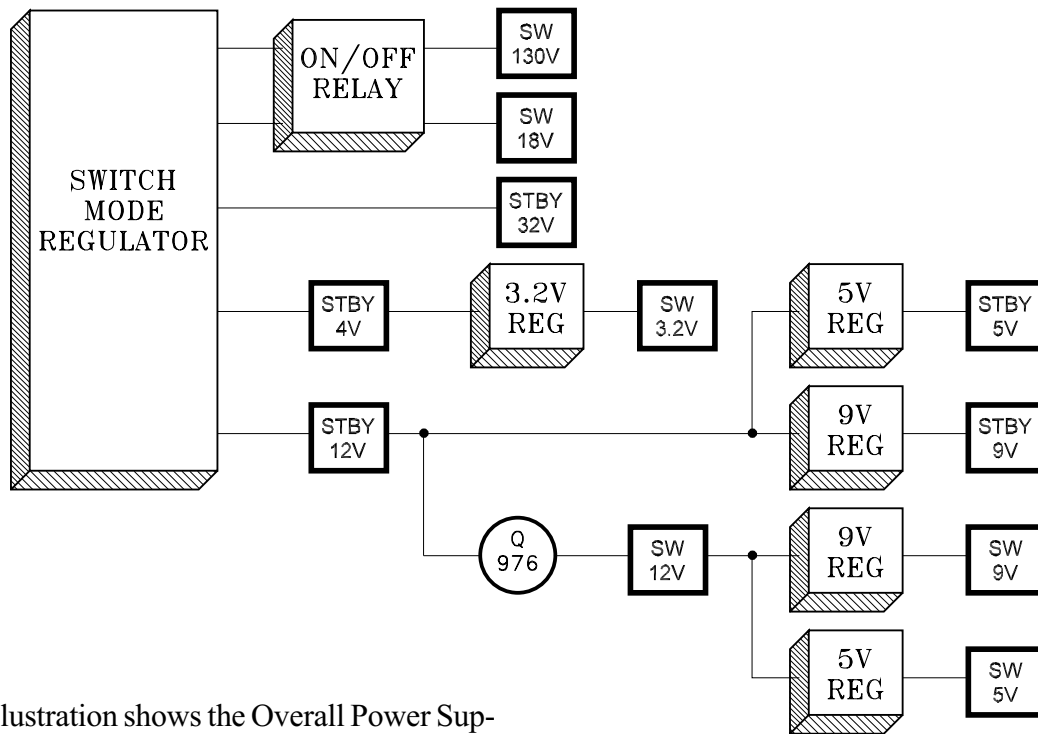 SWITCH
MODE
REGULATOR
ON/OFF
RELAY
SW
130V
SW
18V
STBY
32V
STBY
4V
3.2V
REG
SW
3.2V
5V
REG
STBY
5V
STBY
12V
9V
REG
STBY
9V
Q
976
SW
12V
9V
REG
SW
9V
5V
REG
SW
5V
lustration shows the Overall Power Sup-